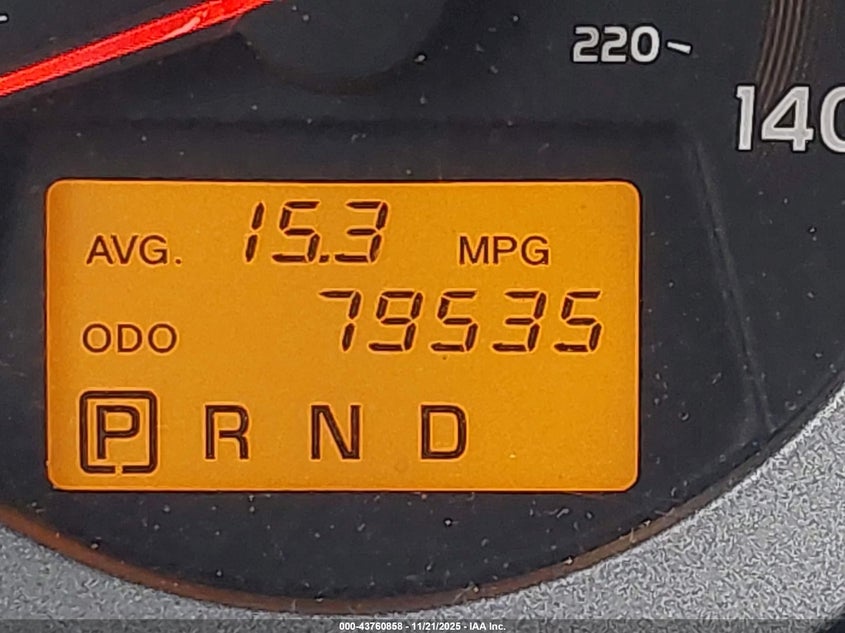 220
140
AVG. 15.3 MPG
ODO 79535
P R N D
000-43760858 - 11/21/2025 - IAA Inc.